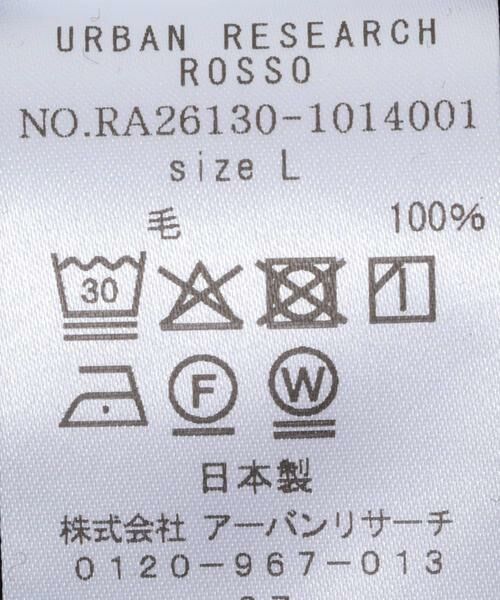 URBAN RESEARCH
ROSSO
NO.RA26130-1014001
size L
毛 100%
30
F W
日本製
株式会社 アーバンリサーチ
0120-967-013